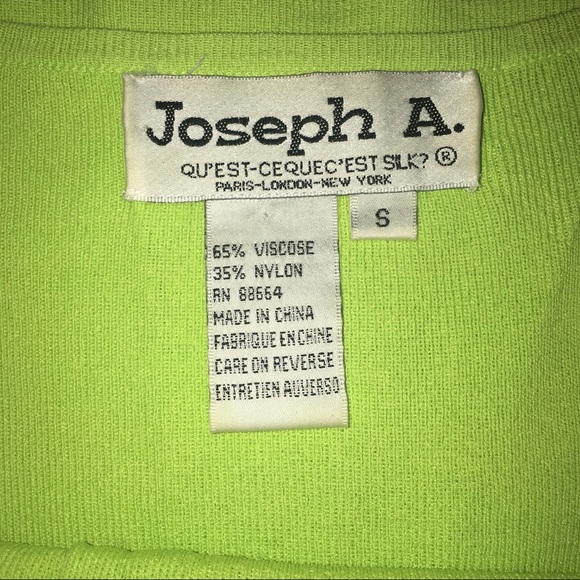 Joseph A.
QU'EST-CEQUEC'EST SILK? ®
PARIS-LONDON-NEW YORK
S
65% VISCOSE
35% NYLON
RN 88664
MADE IN CHINA
FABRIQUE EN CHINE
CARE ON REVERSE
ENTRETIEN AUVERSO